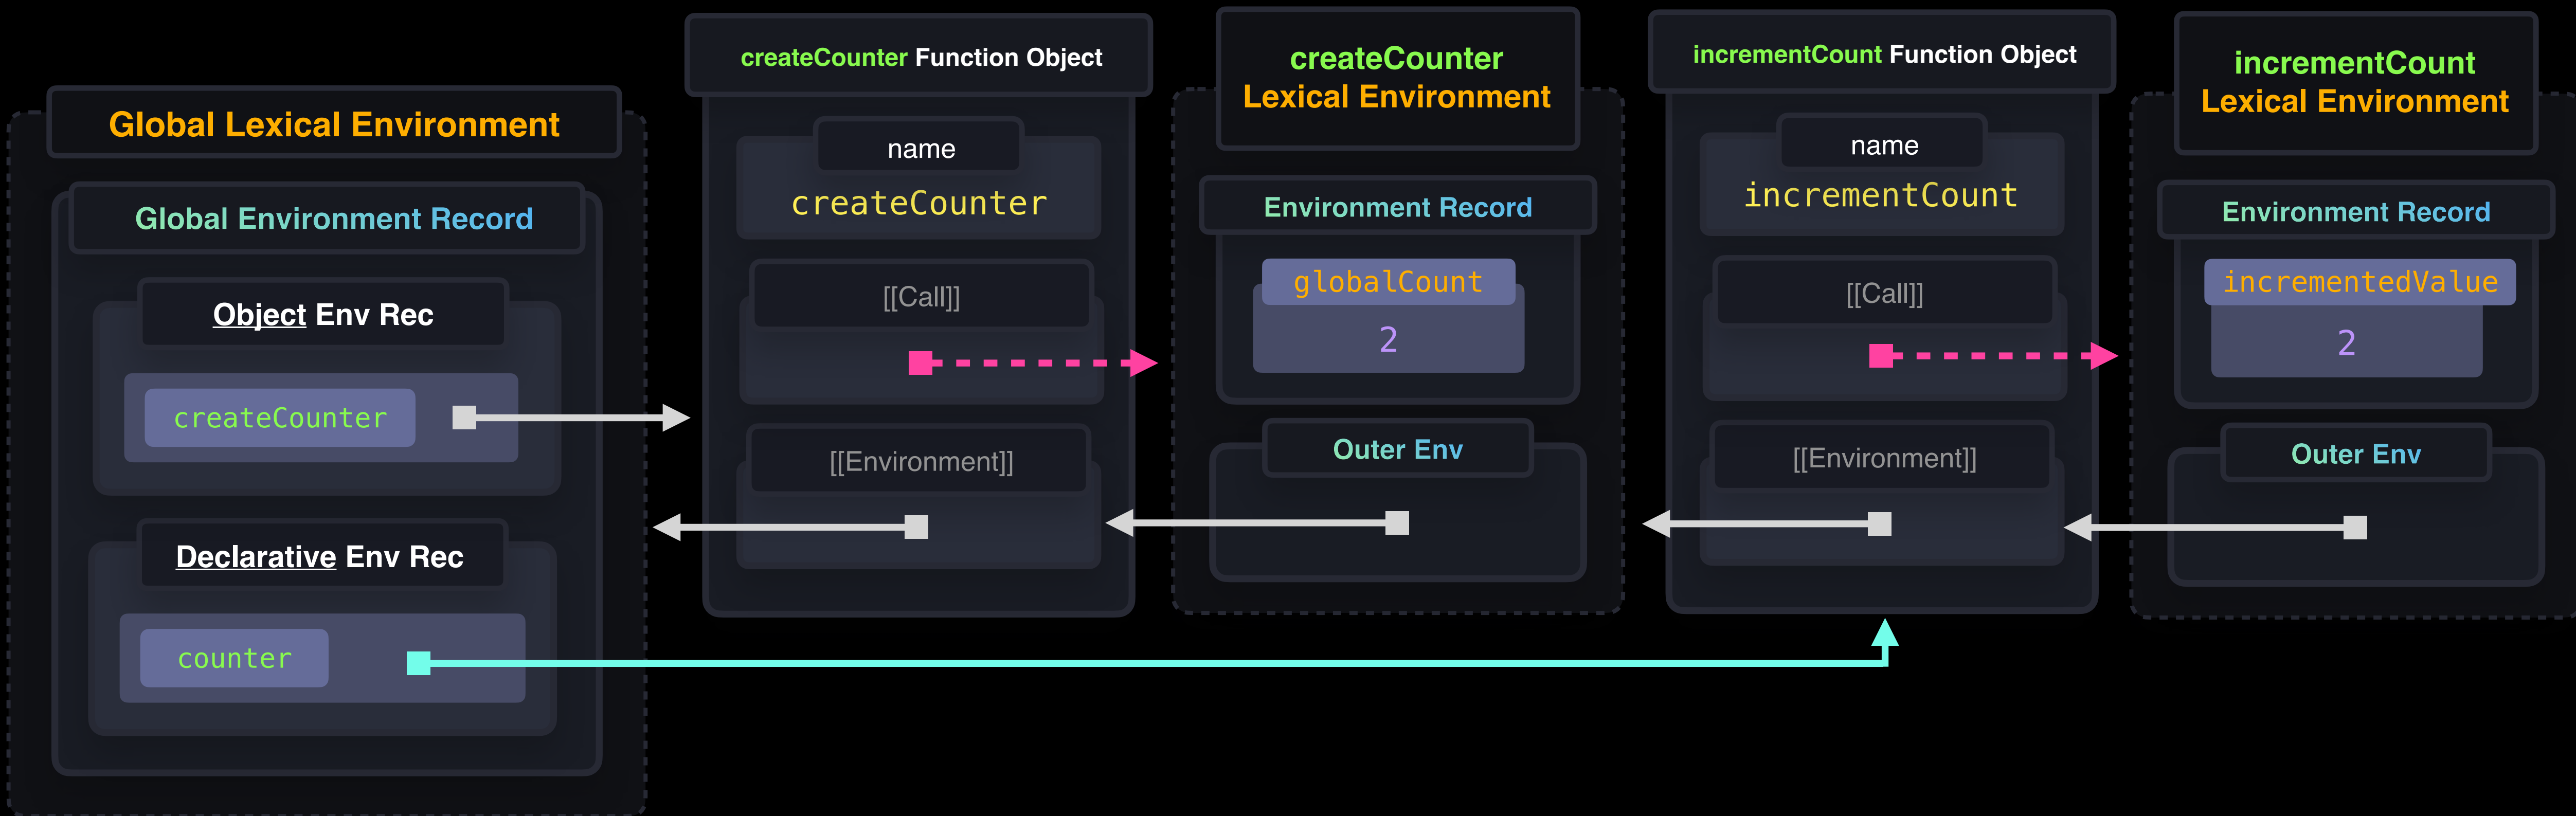 Global Lexical Environment
Global Environment Record
Object Env Rec
createCounter
Declarative Env Rec
counter
createCounter Function Object
name
createCounter
[[Call]]
[[Environment]]
createCounter
Lexical Environment
Environment Record
globalCount
2
Outer Env
incrementCount Function Object
name
incrementCount
[[Call]]
[[Environment]]
incrementCount
Lexical Environment
Environment Record
incrementedValue
2
Outer Env